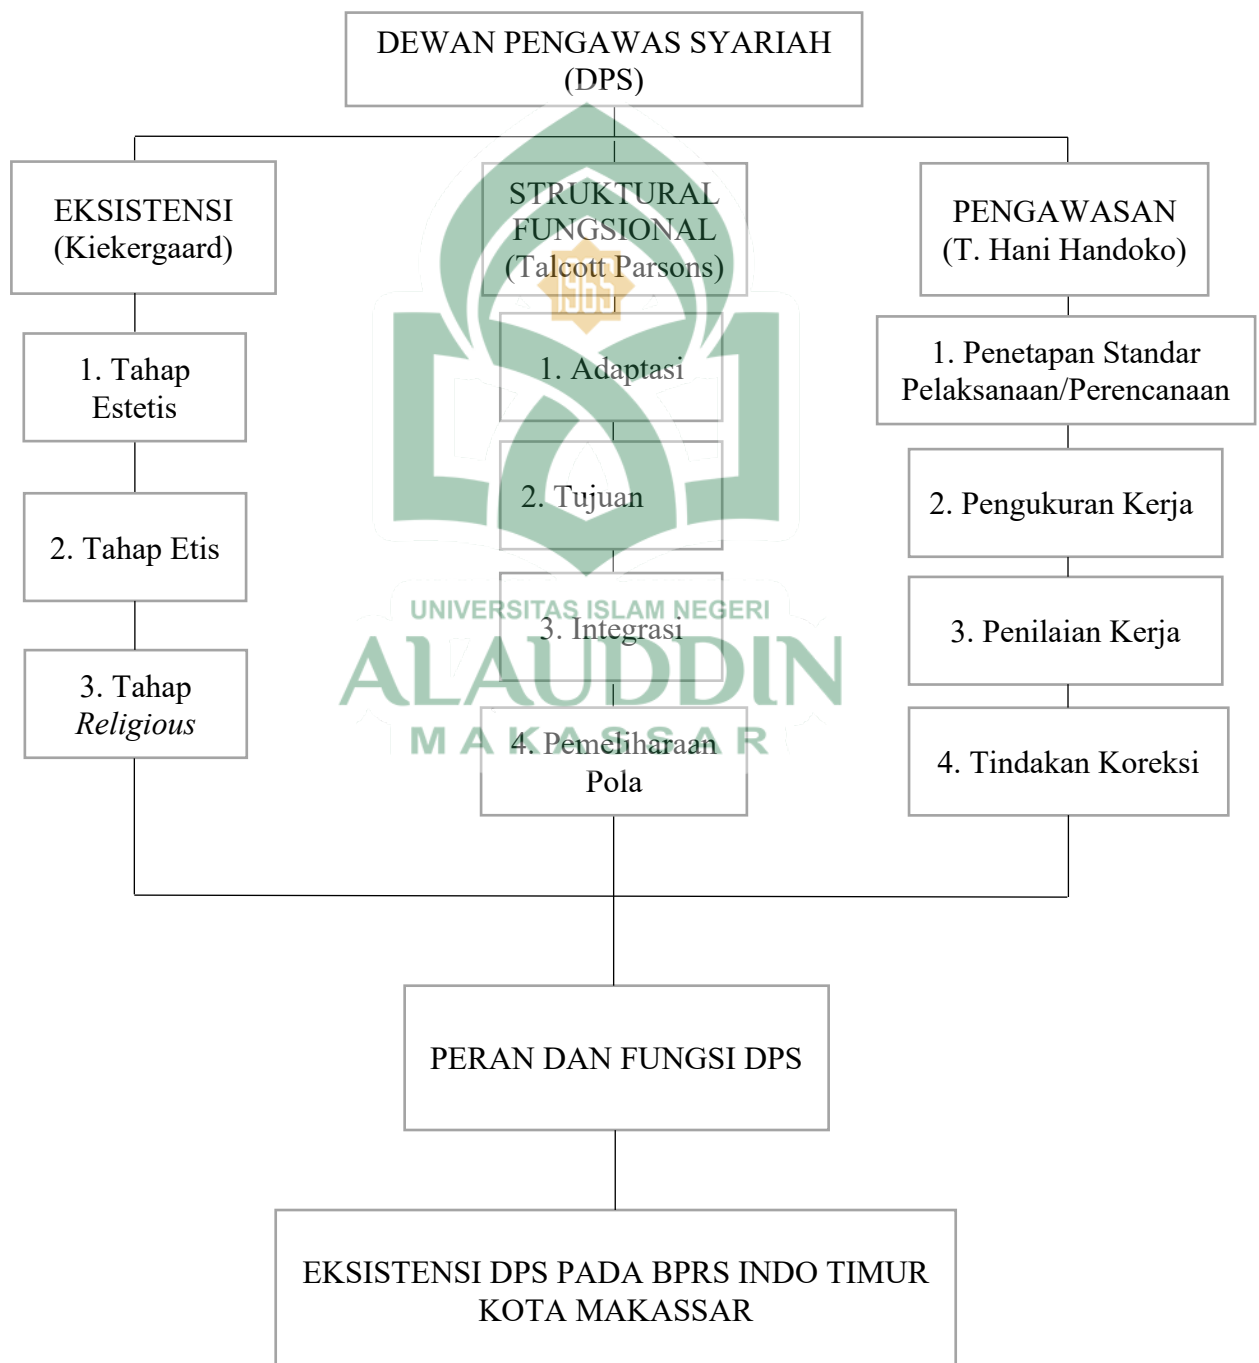 DEWAN PENGAWAS SYARIAH
(DPS)
EKSISTENSI
(Kiekergaard)
1. Tahap
Estetis
2. Tahap Etis
3. Tahap
Religious
STRUKTURAL
FUNGSIONAL
(Talcott Parsons)
1965
1. Adaptasi
2. Tujuan
3. Integrasi
4. Pemeliharaan
Pola
UNIVERSITAS ISLAM NEGERI
ALAUDDIN
MAKASSAR
PENGAWASAN
(T. Hani Handoko)
1. Penetapan Standar
Pelaksanaan/Perencanaan
2. Pengukuran Kerja
3. Penilaian Kerja
4. Tindakan Koreksi
PERAN DAN FUNGSI DPS
EKSISTENSI DPS PADA BPRS INDO TIMUR
KOTA MAKASSAR